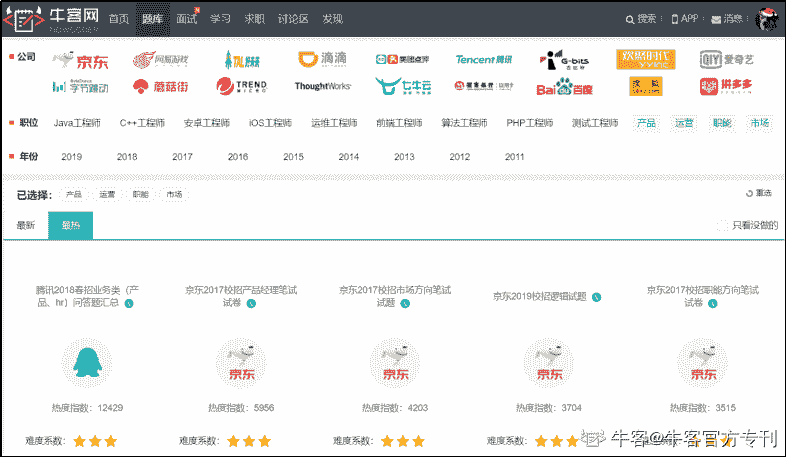 牛客网 首页 题库 面试 学习 求职 讨论区 发现 搜索 APP 消息
公司 京东 网易游戏 好未来 滴滴 美团点评 Tencent腾讯 G-bits 欢聚时代 爱奇艺
字节跳动 蘑菇街 TREND MICRO ThoughtWorks 七牛云 招银网络 Baidu百度 搜狐 拼多多
职位 Java工程师 C++工程师 安卓工程师 iOS工程师 运维工程师 前端工程师 算法工程师 PHP工程师 测试工程师 产品 运营 职能 市场
年份 2019 2018 2017 2016 2015 2014 2013 2012 2011
已选择： 产品 运营 职能 市场 重选
最新 最热 只看没做的
腾讯2018春招业务类（产品、hr）问答题汇总
京东2017校招产品经理笔试试卷
京东2017校招市场方向笔试试题
京东2019校招逻辑试题
京东2017校招职能方向笔试试卷
京东 京东 京东 京东
热度指数：12429 热度指数：5956 热度指数：4203 热度指数：3704 热度指数：3515
难度系数： 难度系数： 难度系数： 难度系数：
牛客@牛客官方专刊